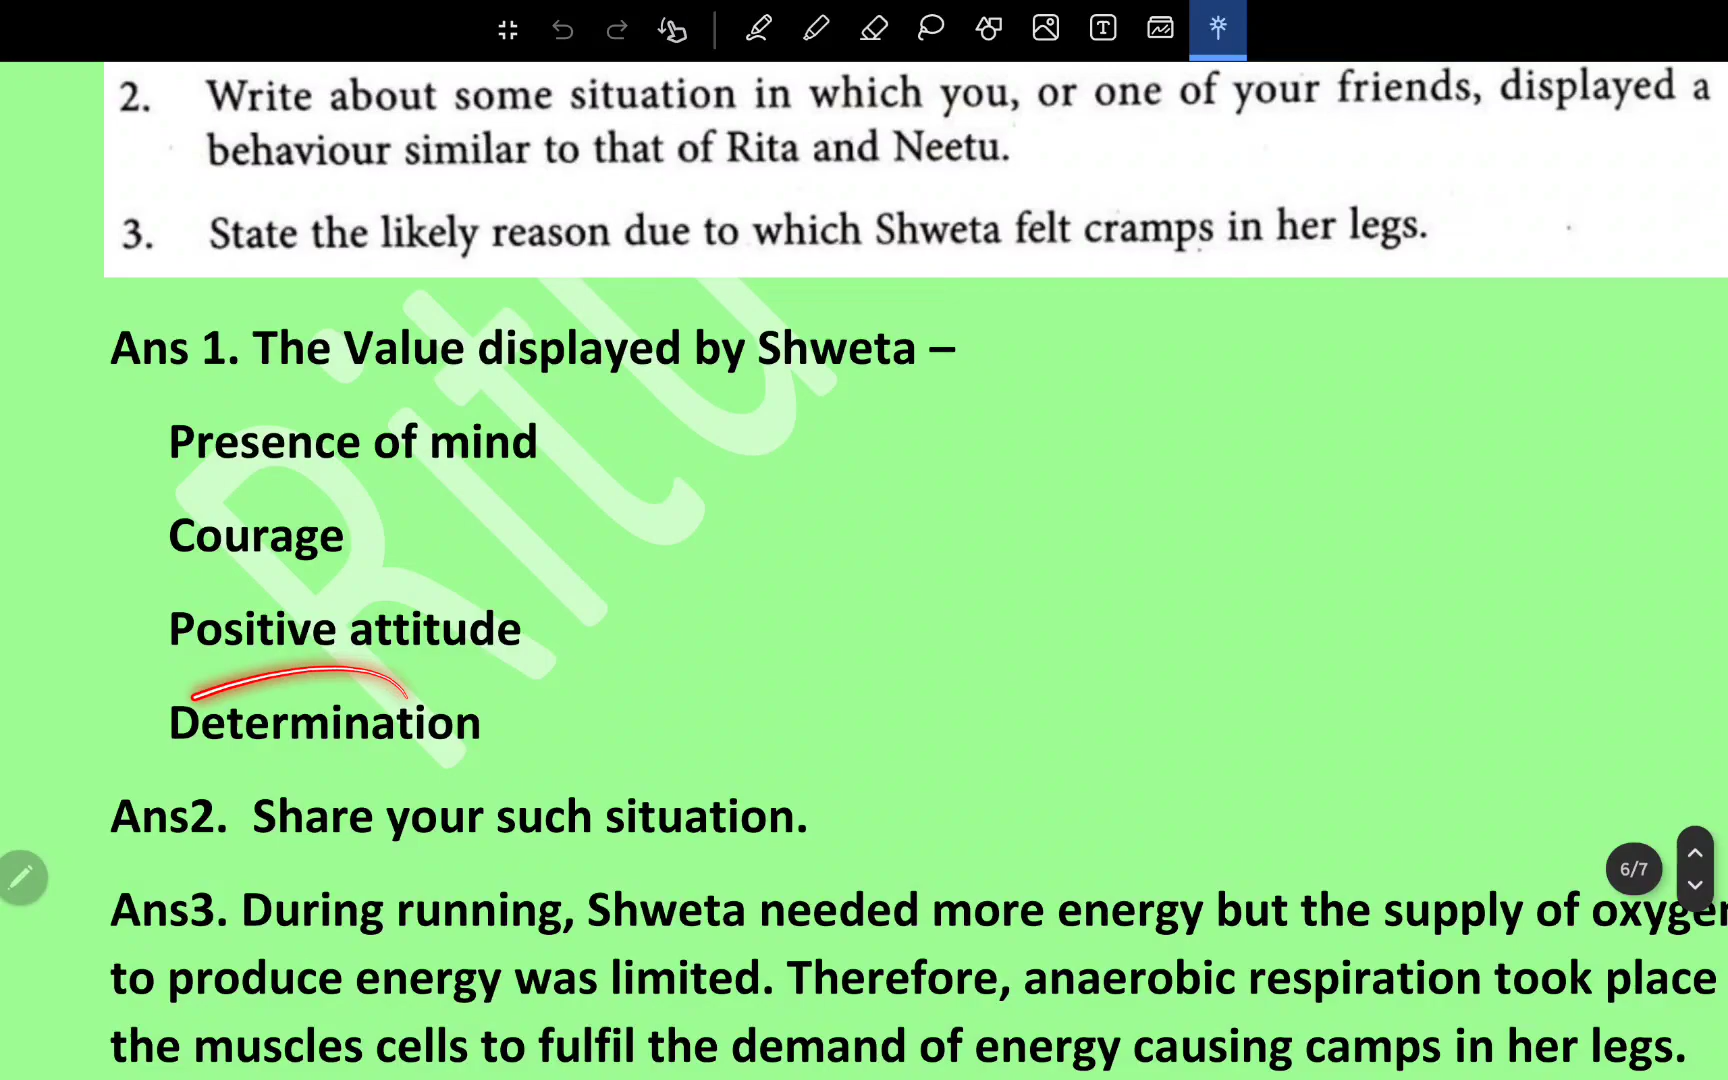 2. Write about some situation in which you, or one of your friends, displayed a
behaviour similar to that of Rita and Neetu.
3. State the likely reason due to which Shweta felt cramps in her legs.
Ritu
Ans 1. The Value displayed by Shweta –
Presence of mind
Courage
Positive attitude
Determination
Ans2. Share your such situation.
6/7
Ans3. During running, Shweta needed more energy but the supply of oxygen
to produce energy was limited. Therefore, anaerobic respiration took place
the muscles cells to fulfil the demand of energy causing camps in her legs.